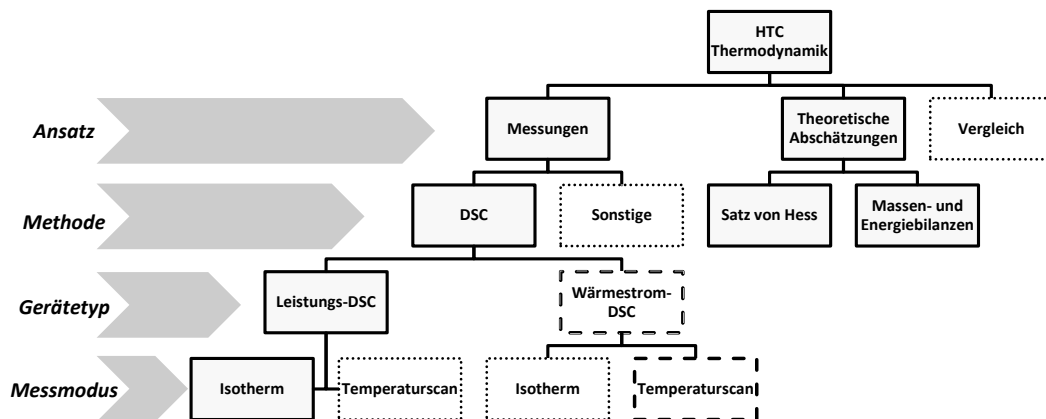 HTC
Thermodynamik
Ansatz
Messungen
Theoretische
Abschätzungen
Vergleich
Methode
DSC
Sonstige
Satz von Hess
Massen- und
Energiebilanzen
Gerätetyp
Leistungs-DSC
Wärmestrom-
DSC
Messmodus
Isotherm
Temperaturscan
Isotherm
Temperaturscan